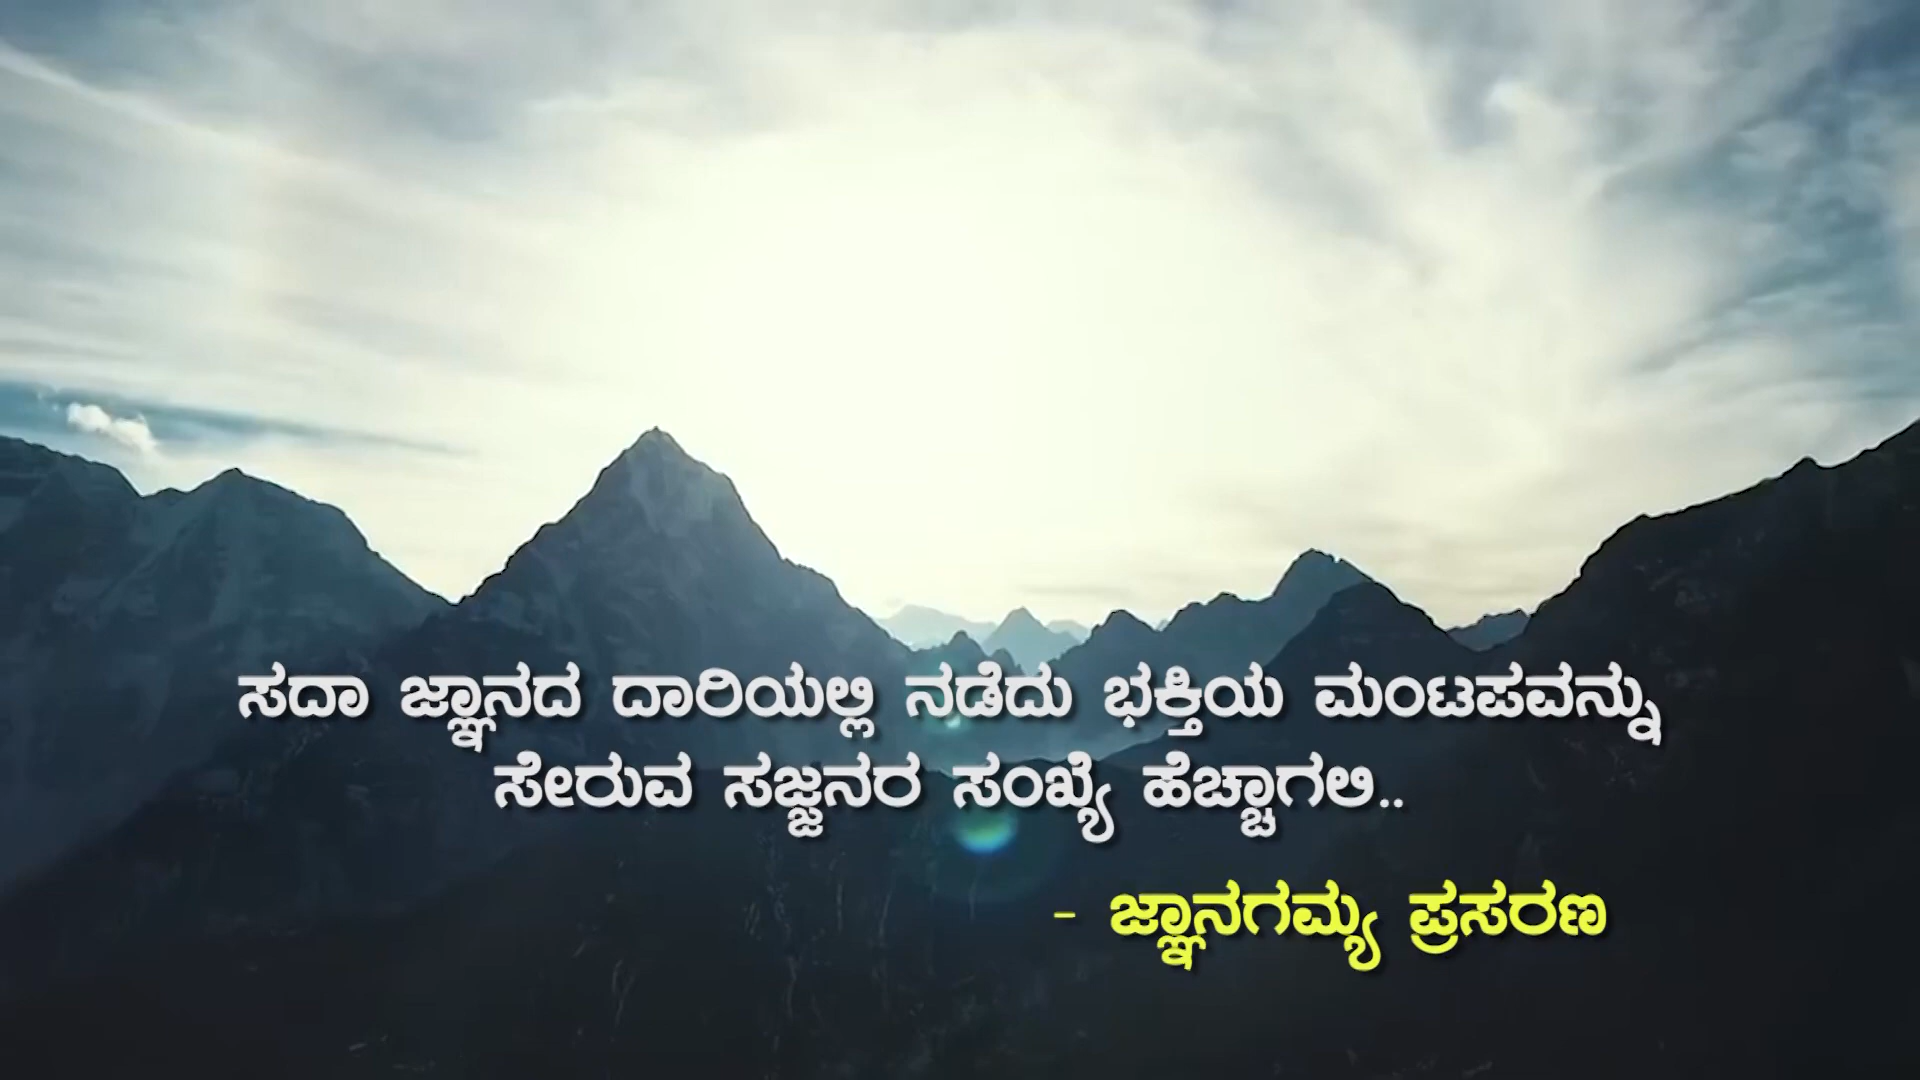 ಸದಾ ಜ್ಞಾನದ ದಾರಿಯಲ್ಲಿ ನಡೆದು ಭಕ್ತಿಯ ಮಂಟಪವನ್ನು
ಸೇರುವ ಸಜ್ಜನರ ಸಂಖ್ಯೆ ಹೆಚ್ಚಾಗಲಿ..
- ಜ್ಞಾನಗಮ್ಯ ಪ್ರಸರಣ